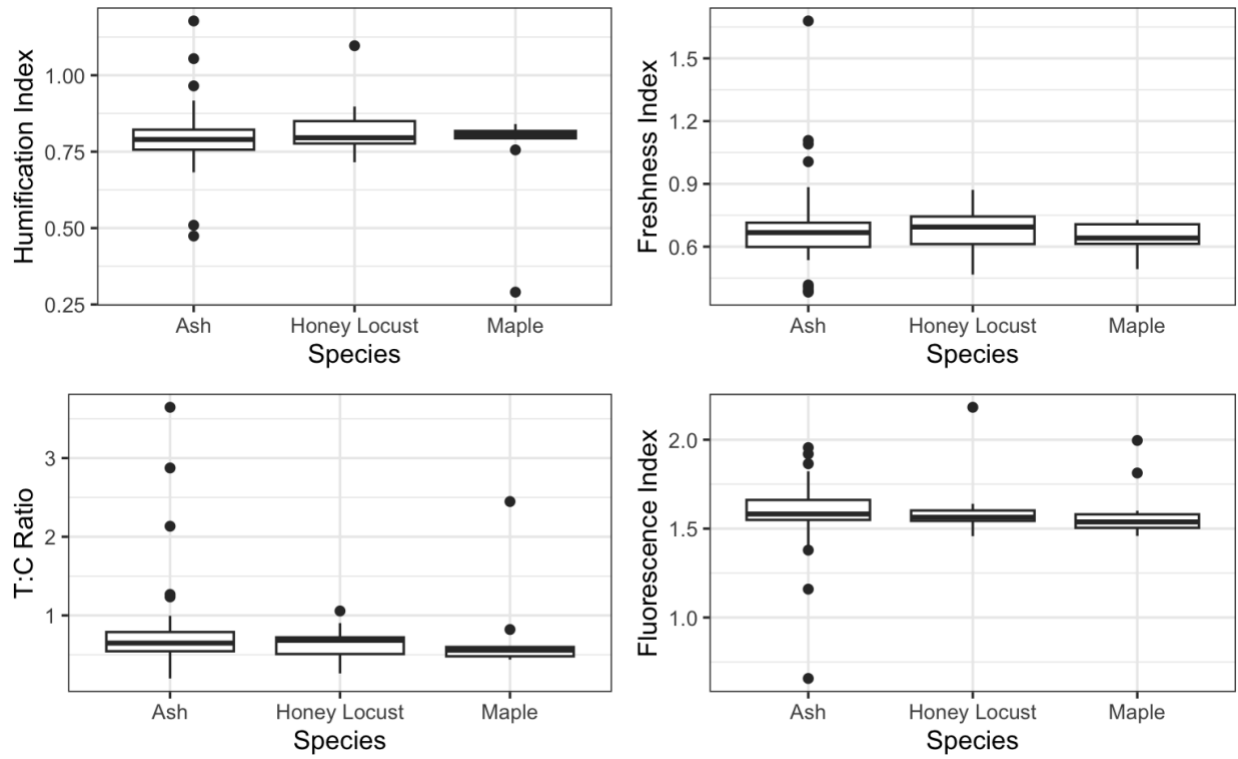 Humification Index
1.00
0.75
0.50
0.25
Ash Honey Locust Maple
Species
Freshness Index
1.5
1.2
0.9
0.6
Ash Honey Locust Maple
Species
T:C Ratio
3
2
1
Ash Honey Locust Maple
Species
Fluorescence Index
2.0
1.5
1.0
Ash Honey Locust Maple
Species